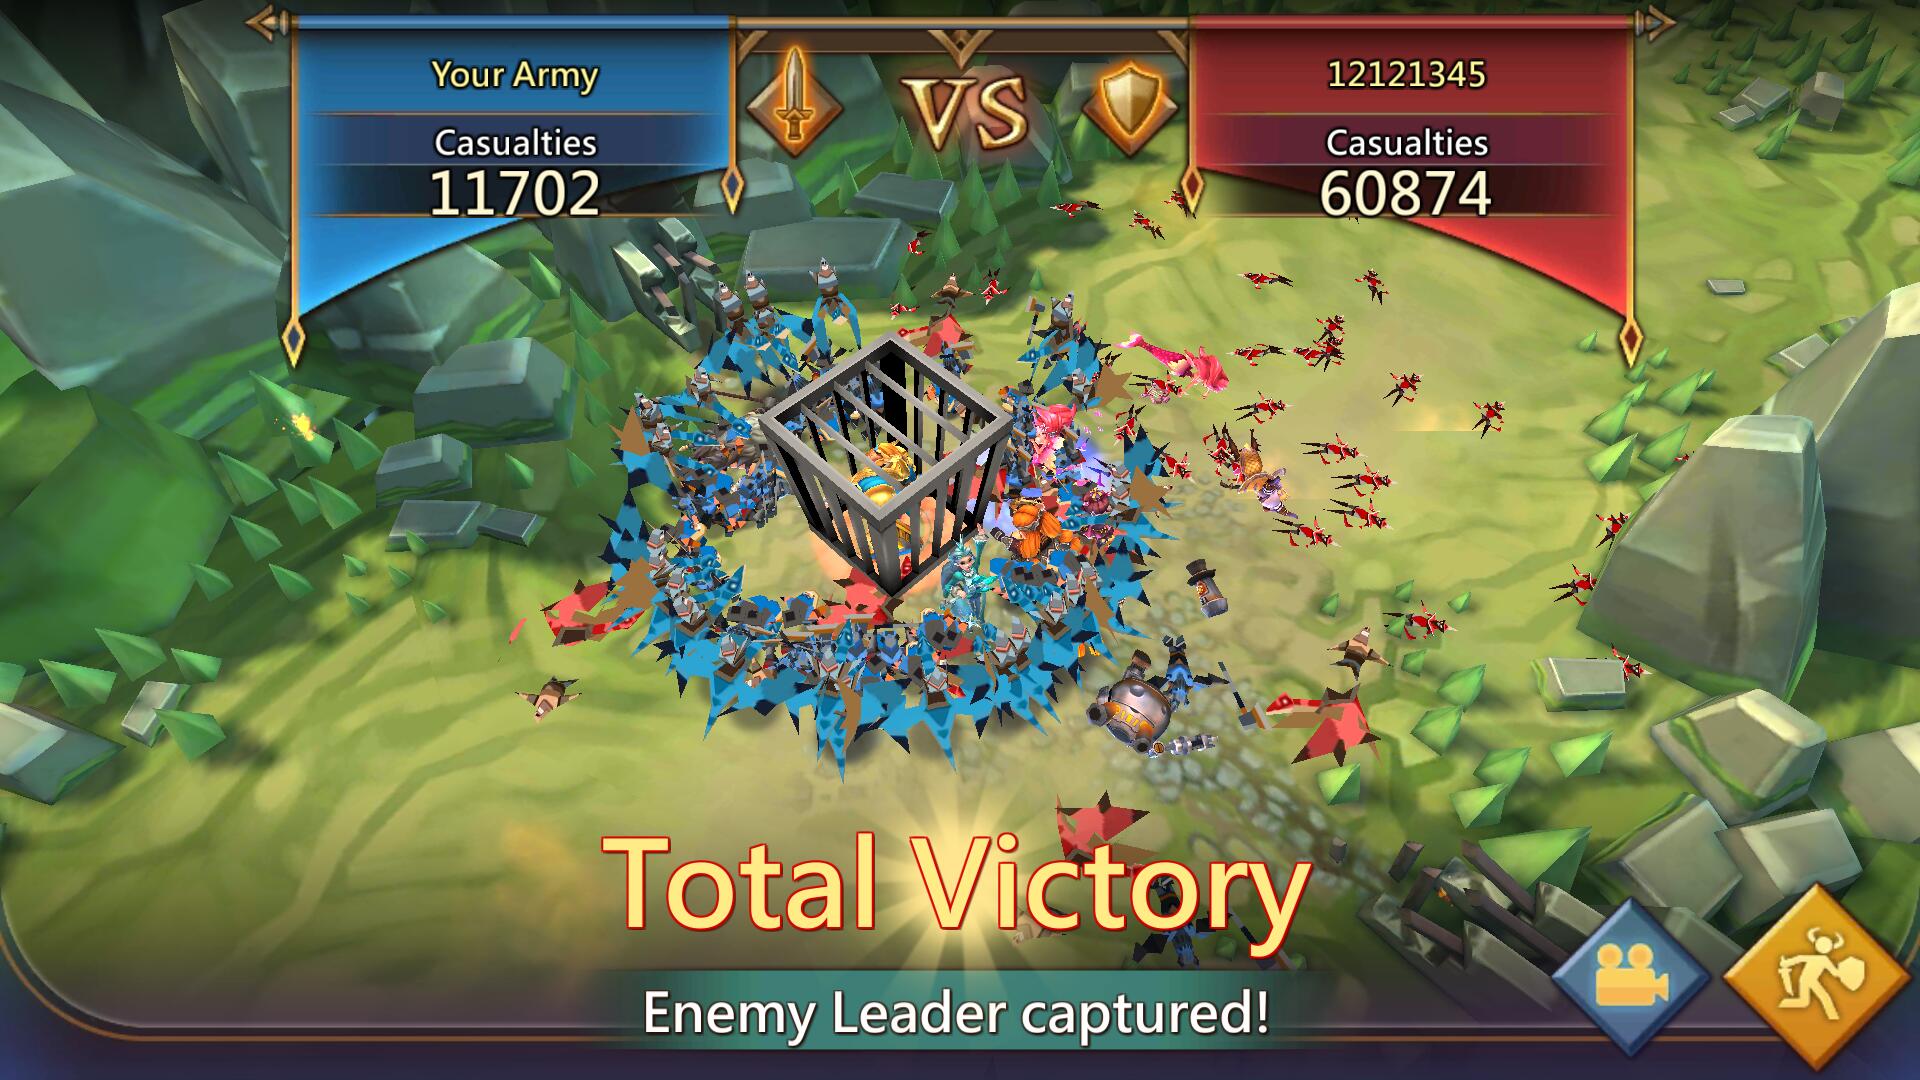 Your Army
VS
12121345
Casualties
Casualties
11702
60874
Total Victory
Enemy Leader captured!